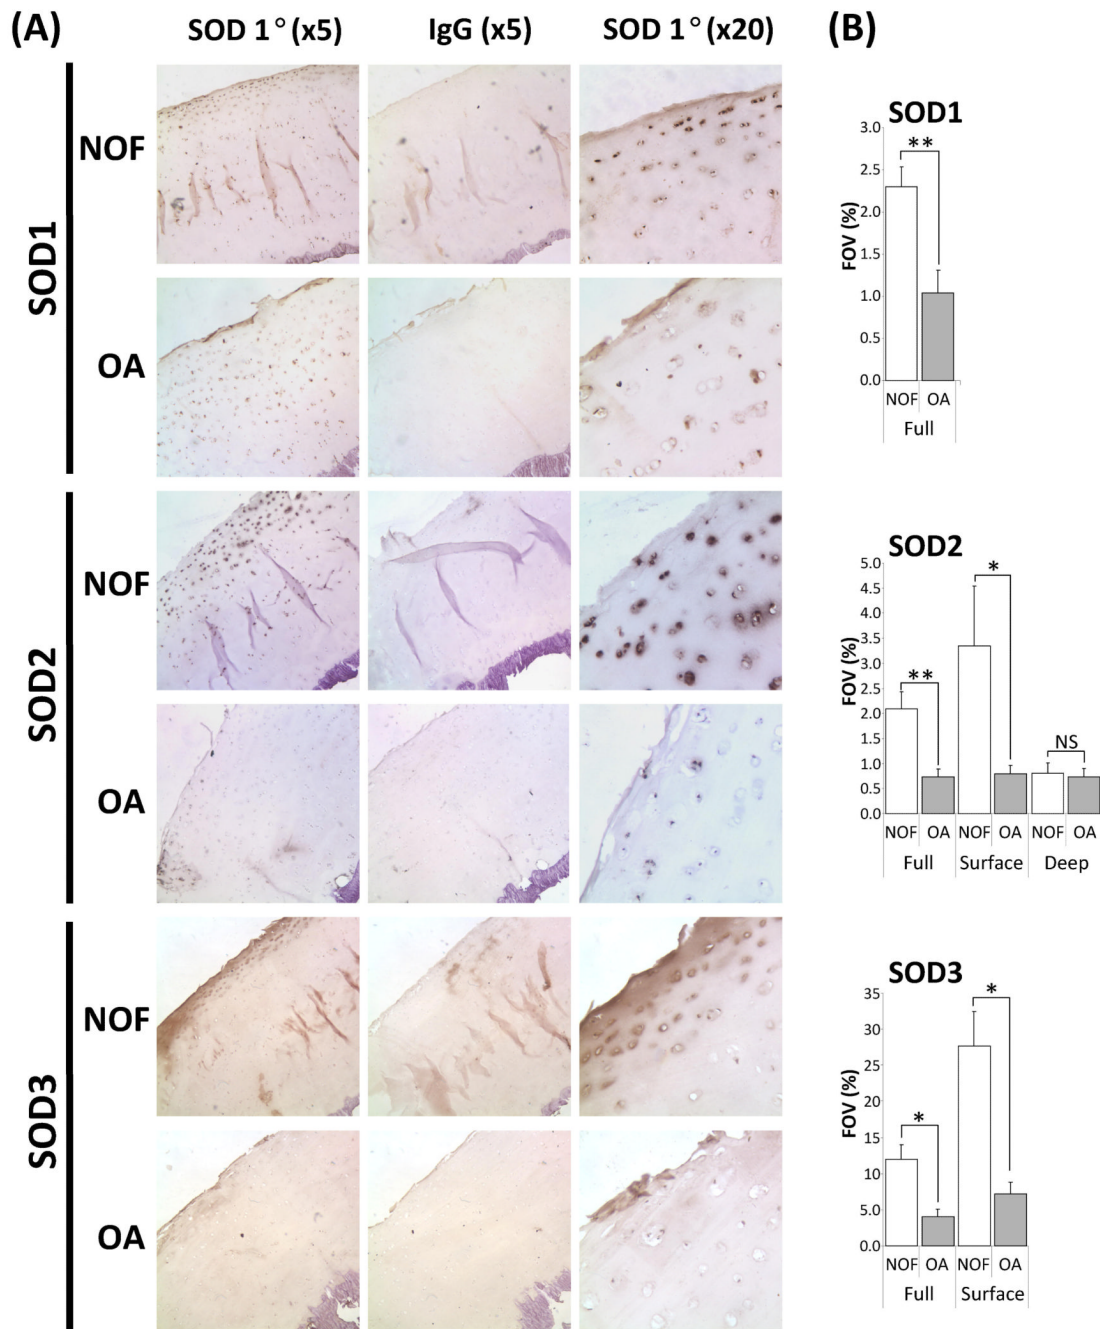 (A)
SOD 1° (x5)
IgG (x5)
SOD 1° (x20)
SOD1
NOF
OA
SOD2
NOF
OA
SOD3
NOF
OA
(B)
SOD1
FOV (%)
3.0
2.5
2.0
1.5
1.0
0.5
0.0
**
NOF OA
Full
SOD2
FOV (%)
5.0
4.5
4.0
3.5
3.0
2.5
2.0
1.5
1.0
0.5
0.0
**
*
NS
NOF OA NOF OA NOF OA
Full Surface Deep
SOD3
FOV (%)
35
30
25
20
15
10
5.0
0.0
*
*
NOF OA NOF OA
Full Surface